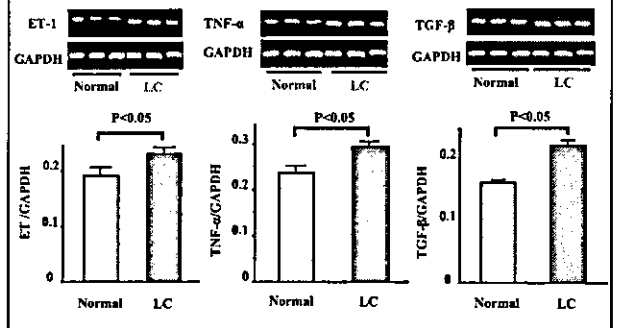 ET-1
GAPDH
Normal LC
TNF-α
GAPDH
Normal LC
TGF-β
GAPDH
Normal LC
P<0.05
ET/GAPDH
0.2
0.1
0
Normal LC
P<0.05
TNF-α/GAPDH
0.3
0.2
0.1
0
Normal LC
P<0.05
TGF-β/GAPDH
0.2
0.1
0
Normal LC